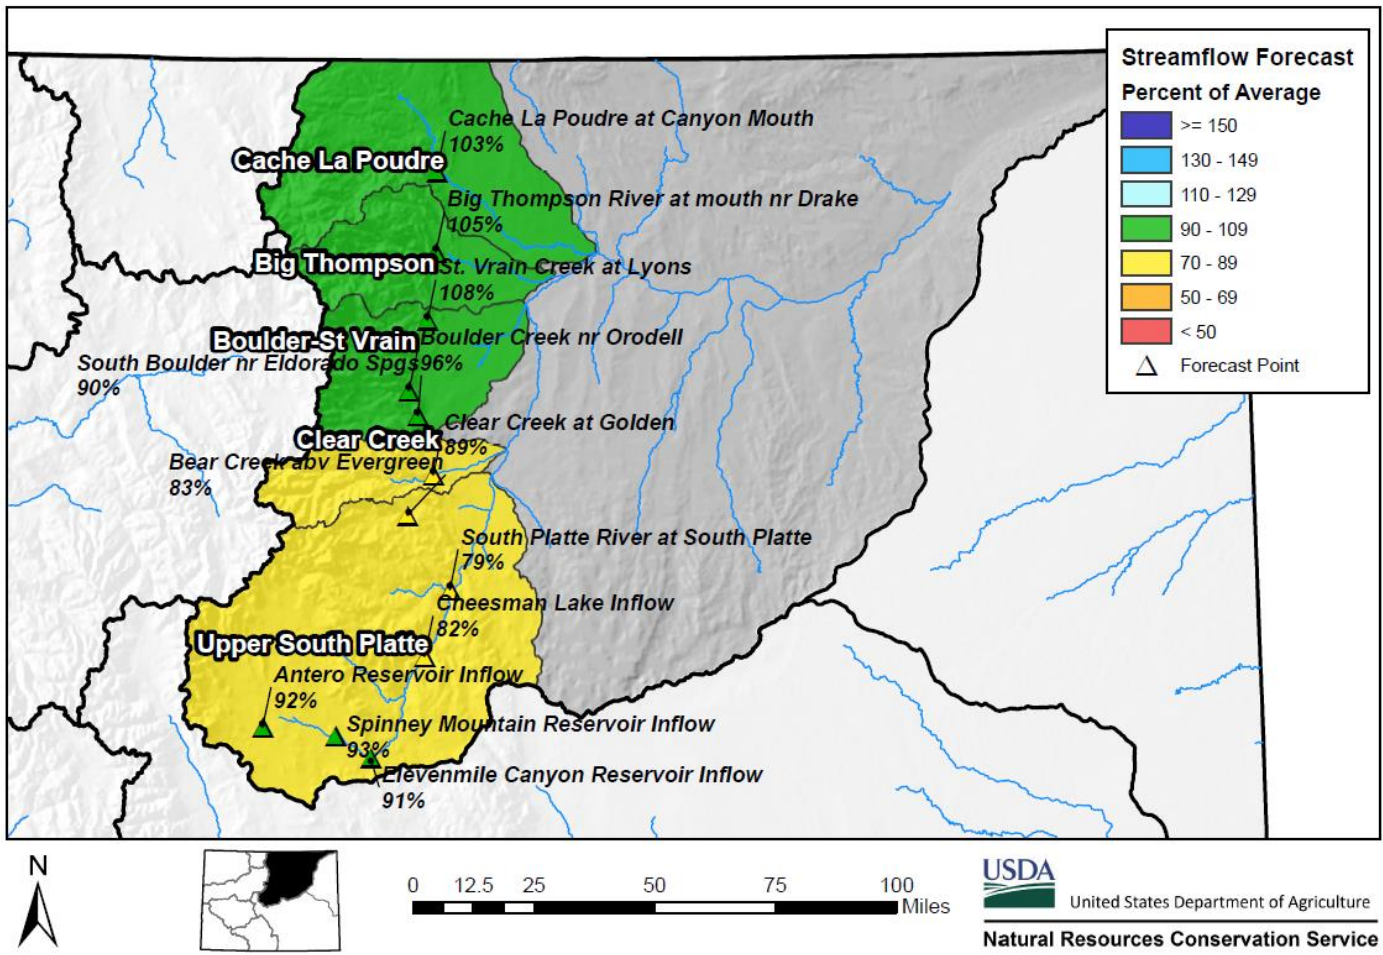 Streamflow Forecast
Percent of Average
>= 150
130 - 149
110 - 129
90 - 109
70 - 89
50 - 69
< 50
Forecast Point
Cache La Poudre at Canyon Mouth
103%
Cache La Poudre
Big Thompson River at mouth nr Drake
105%
Big Thompson
St. Vrain Creek at Lyons
108%
Boulder-St Vrain
Boulder Creek nr Orodell
96%
South Boulder nr Eldorado Spgs
90%
Clear Creek at Golden
89%
Clear Creek
Bear Creek abv Evergreen
83%
South Platte River at South Platte
79%
Cheesman Lake Inflow
82%
Upper South Platte
Antero Reservoir Inflow
92%
Spinney Mountain Reservoir Inflow
93%
Elevenmile Canyon Reservoir Inflow
91%
N
0 12.5 25 50 75 100
Miles
USDA
United States Department of Agriculture
Natural Resources Conservation Service